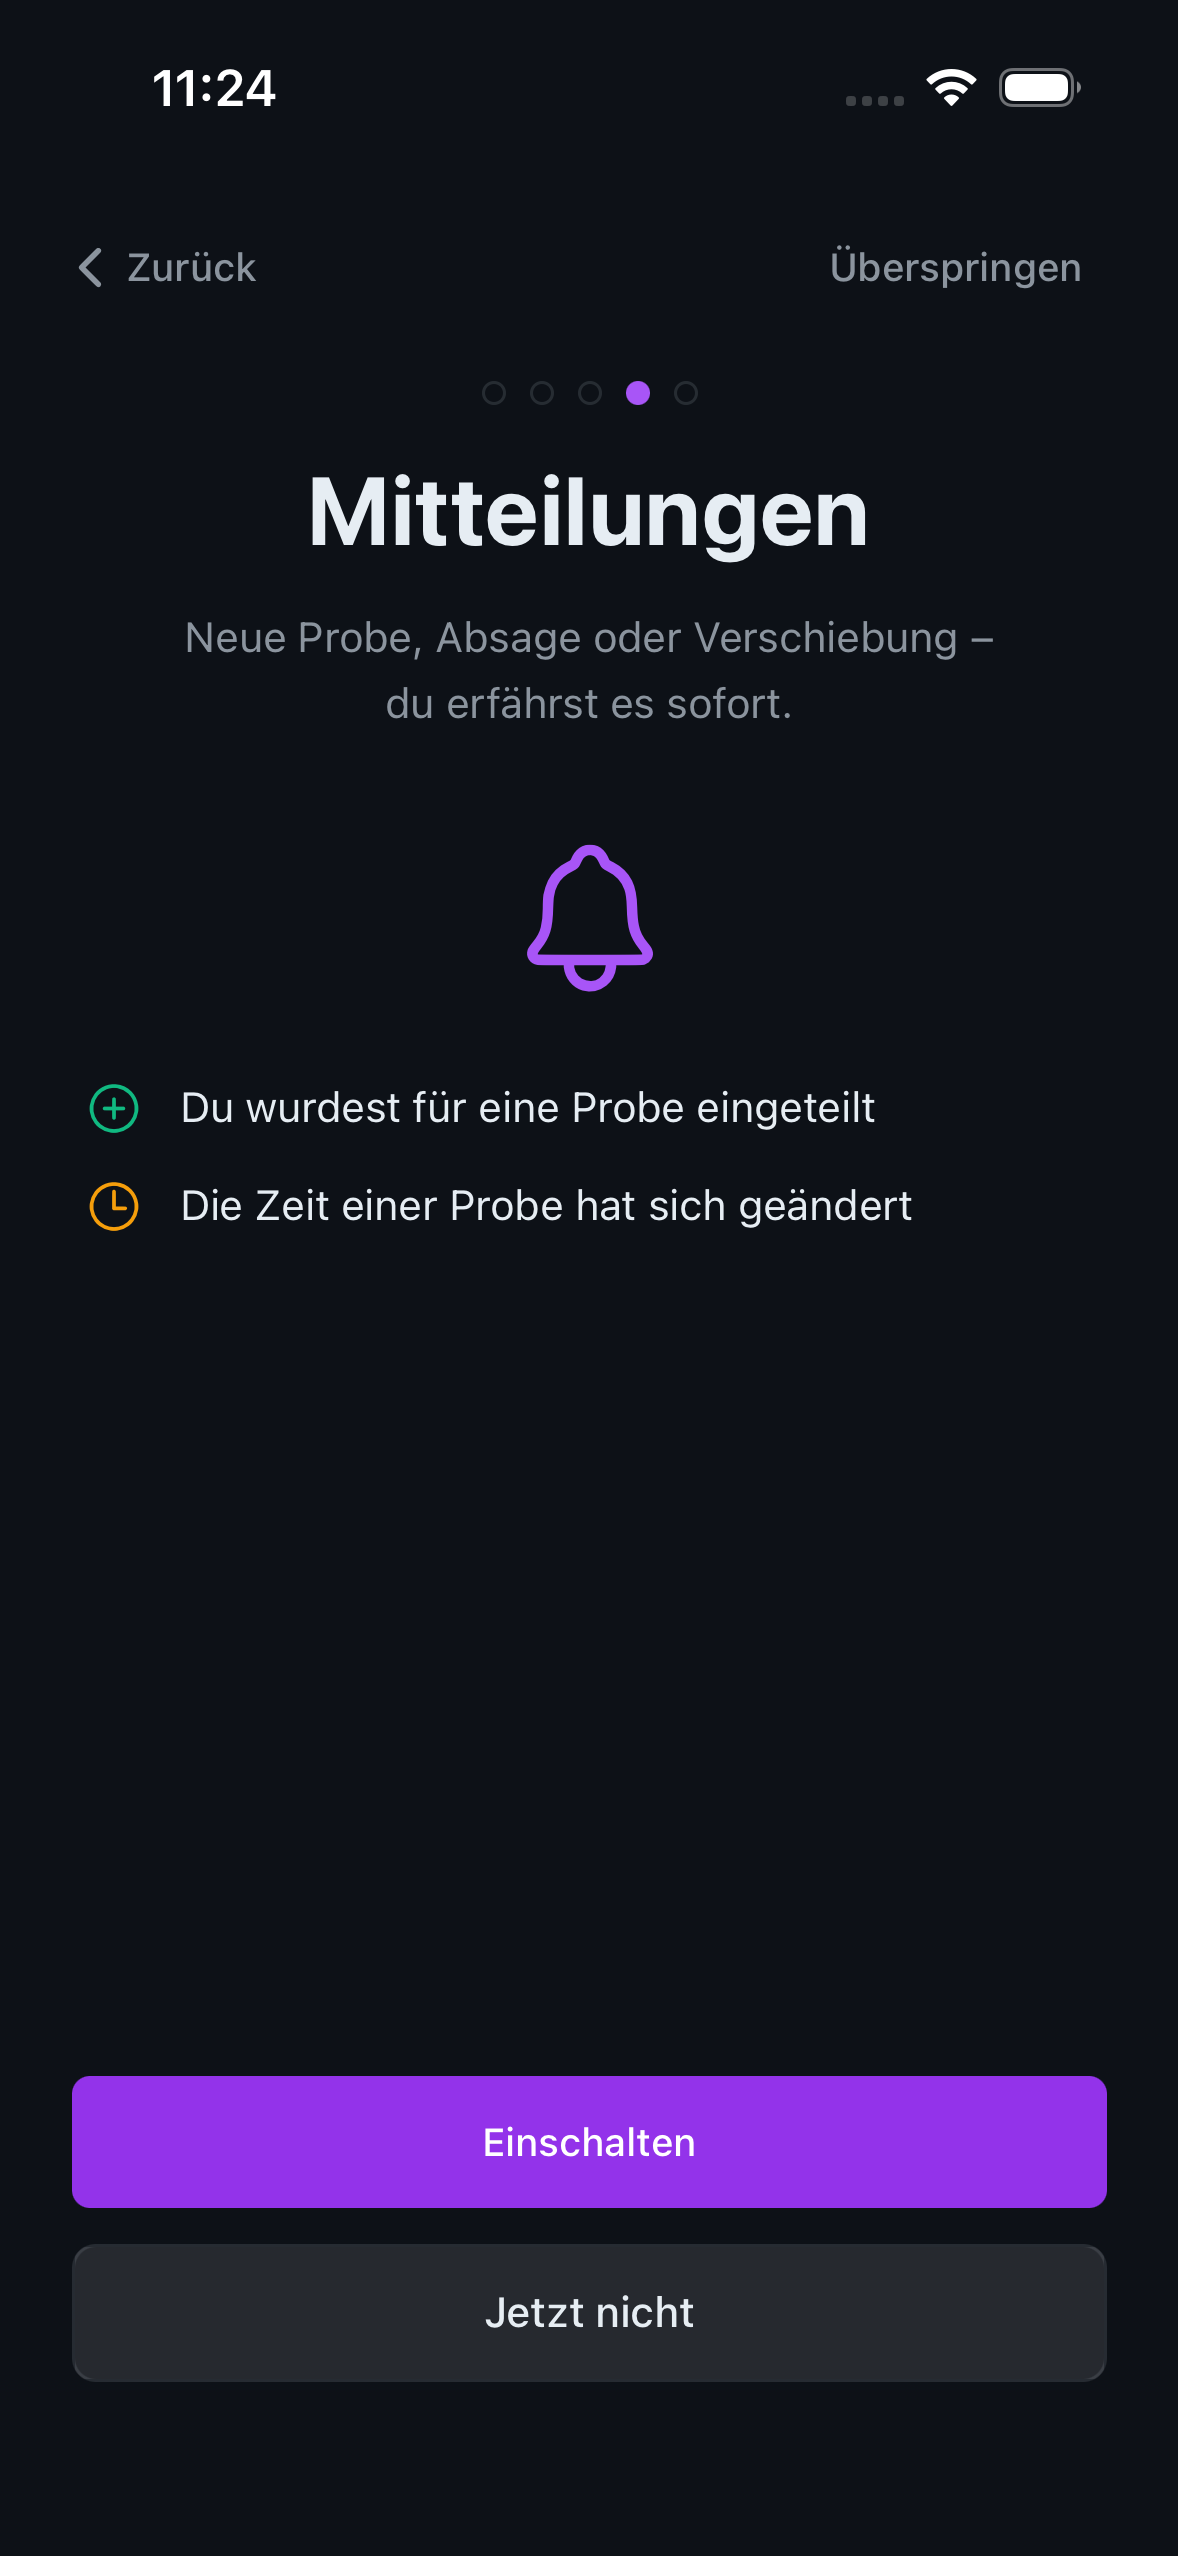 11:24
Zurück
Überspringen
Mitteilungen
Neue Probe, Absage oder Verschiebung –
du erfährst es sofort.
Du wurdest für eine Probe eingeteilt
Die Zeit einer Probe hat sich geändert
Einschalten
Jetzt nicht